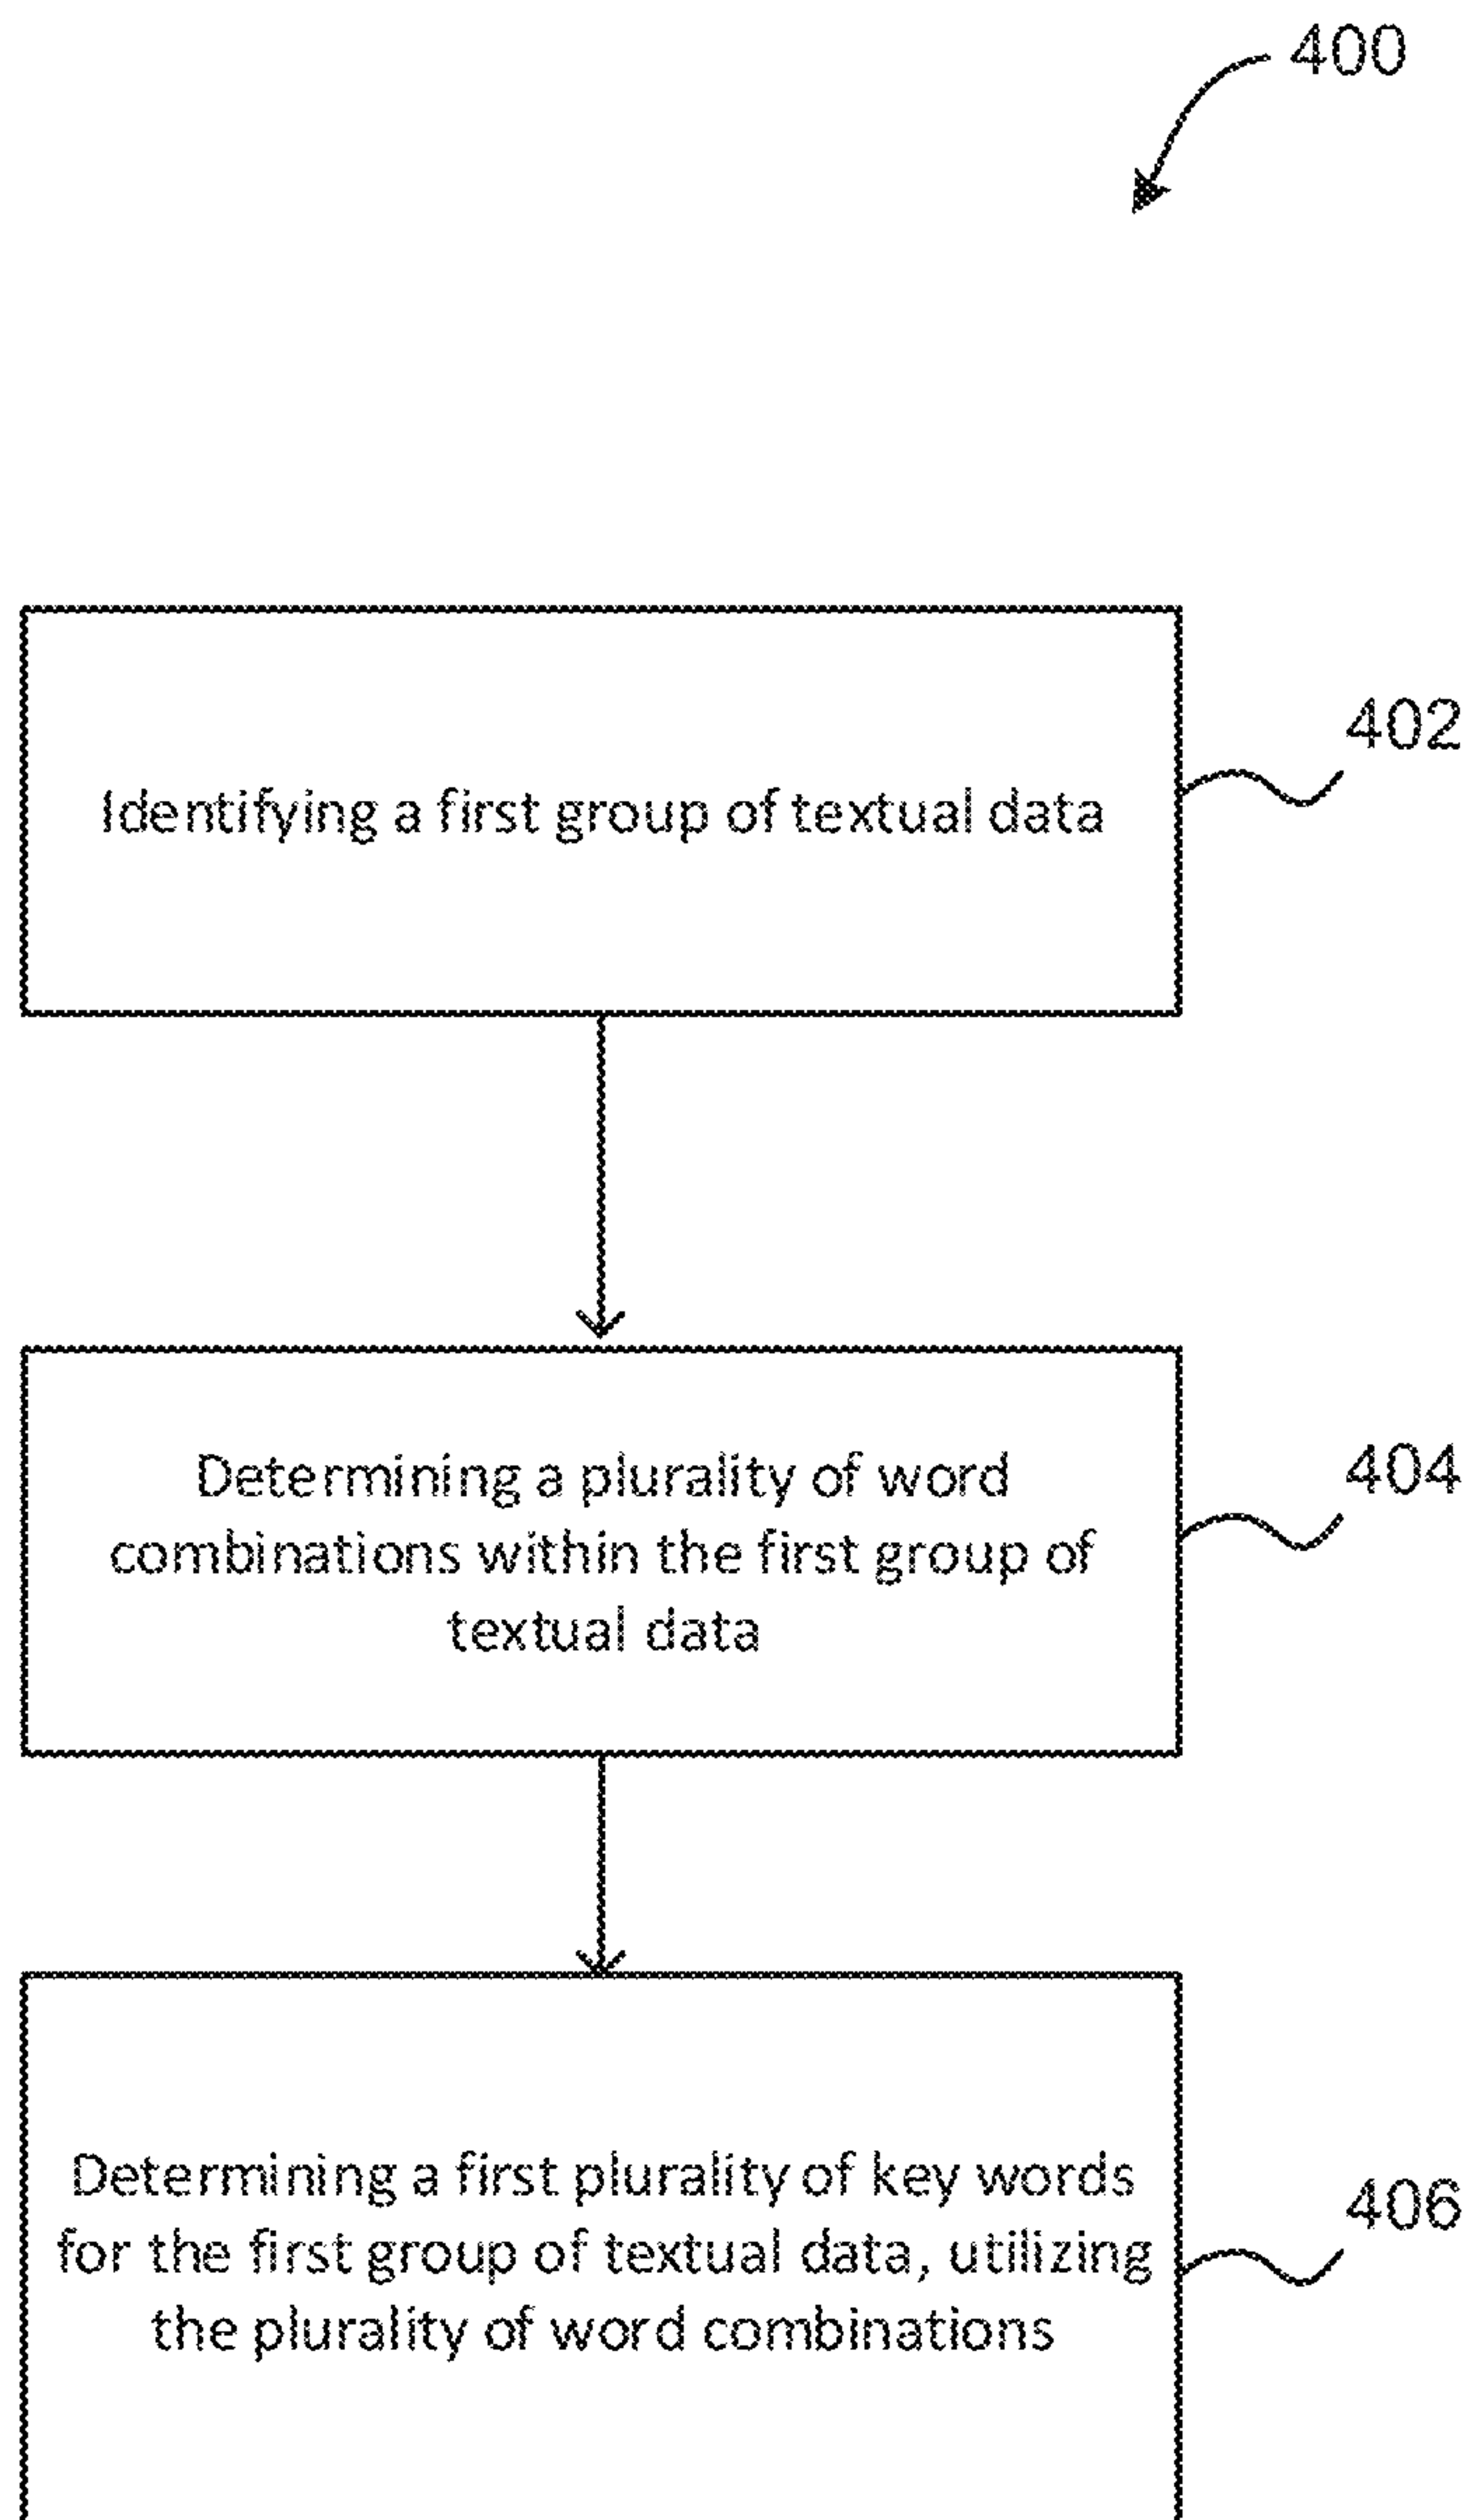 400
402
Identifying a first group of textual data
404
Determining a plurality of word
combinations within the first group of
textual data
406
Determining a first plurality of key words
for the first group of textual data, utilizing
the plurality of word combinations